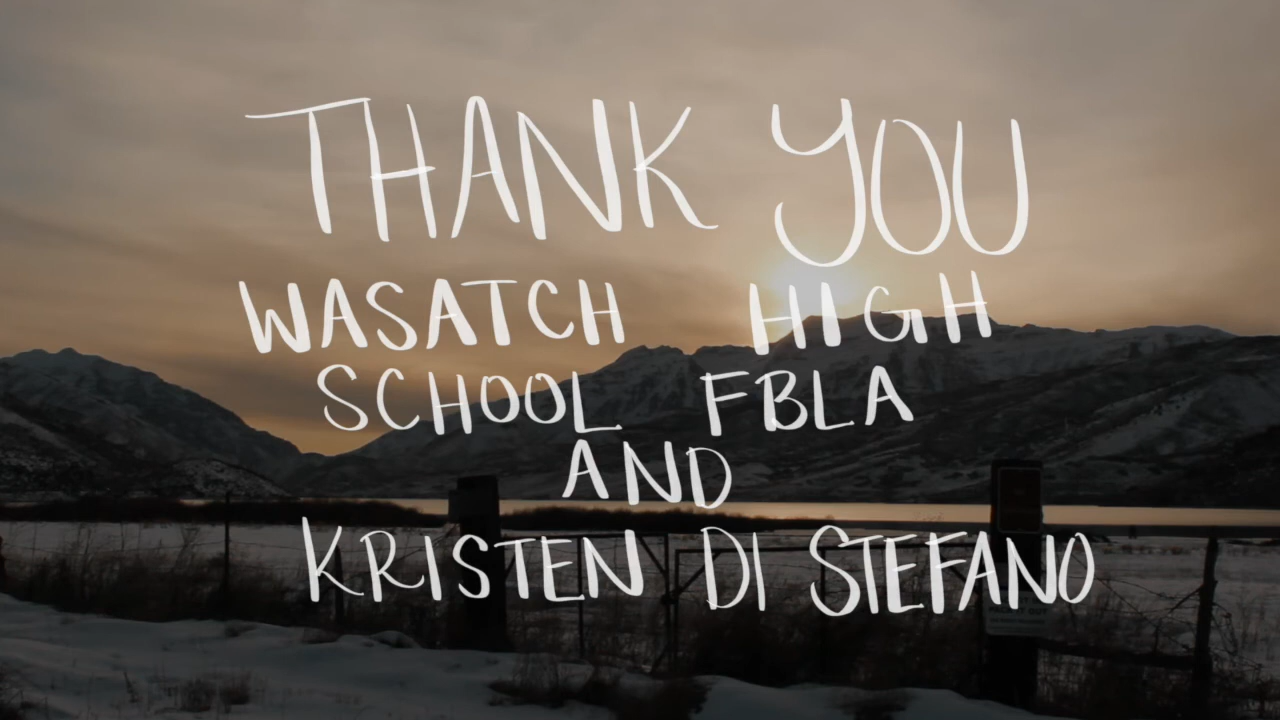 THANK YOU
WASATCH HIGH
SCHOOL FBLA
AND
KRISTEN DI STEFANO